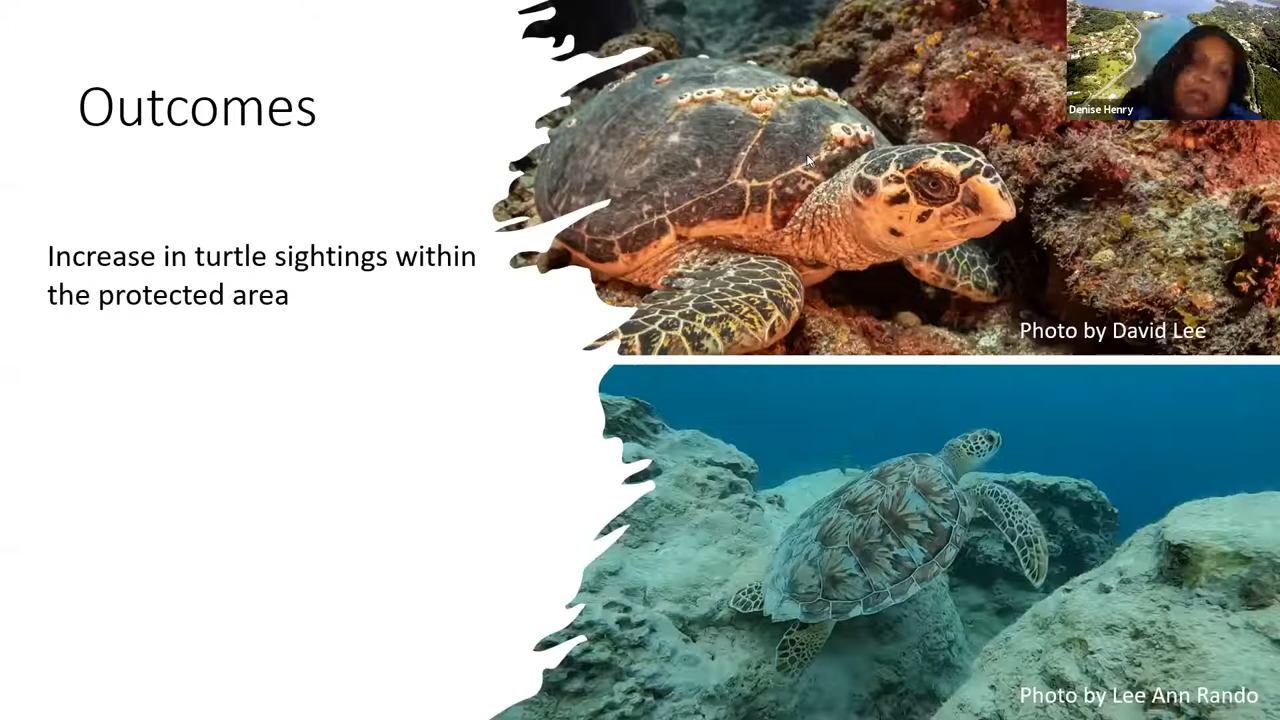 Outcomes
Increase in turtle sightings within
the protected area
Denise Henry
Photo by David Lee
Photo by Lee Ann Rando